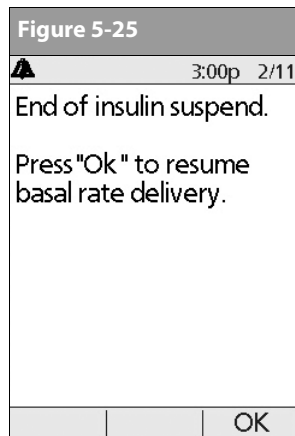 Figure 5-25
3:00p 2/11
End of insulin suspend.
Press "Ok" to resume
basal rate delivery.
OK